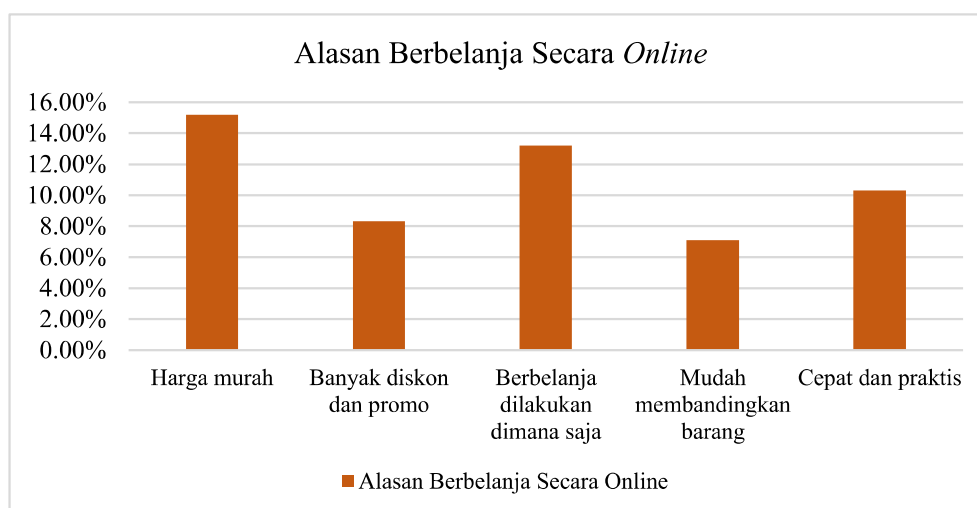 Alasan Berbelanja Secara Online
16.00%
14.00%
12.00%
10.00%
8.00%
6.00%
4.00%
2.00%
0.00%
Harga murah
Banyak diskon
dan promo
Berbelanja
dilakukan
dimana saja
Mudah
membandingkan
barang
Cepat dan praktis
Alasan Berbelanja Secara Online